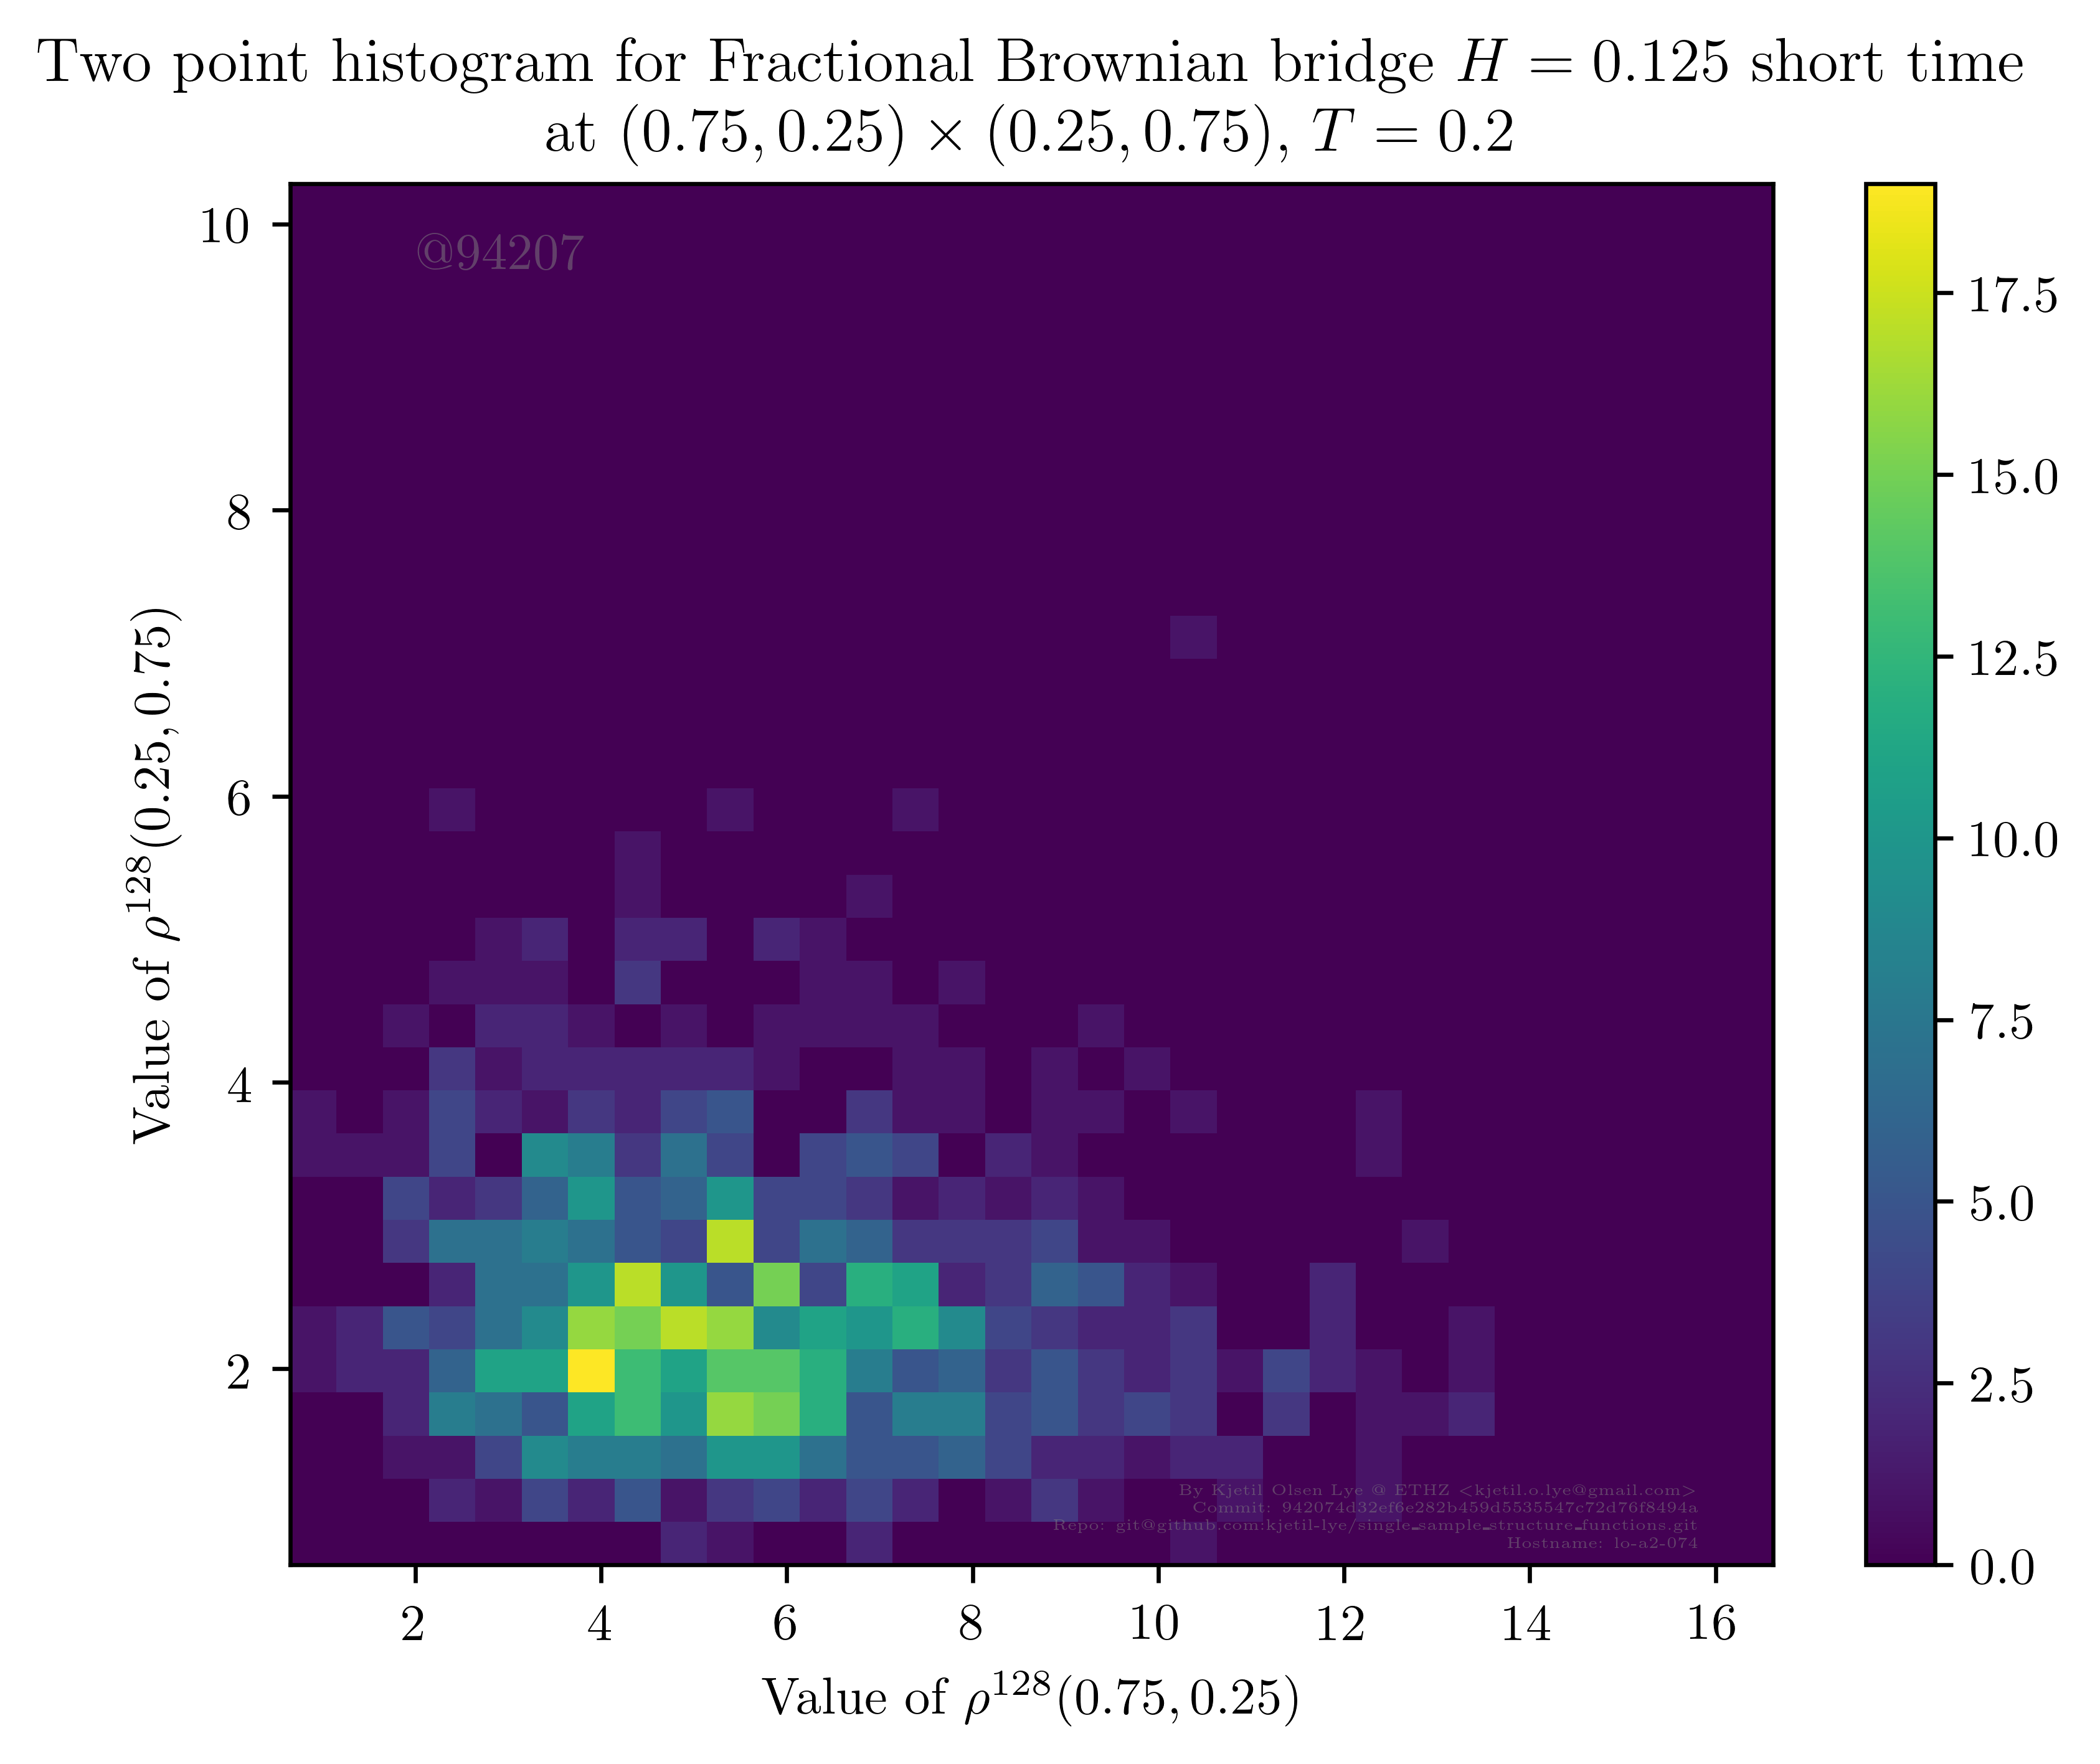 Two point histogram for Fractional Brownian bridge H = 0.125 short time
at (0.75, 0.25) × (0.25, 0.75), T = 0.2
@94207
10
8
6
4
2
Value of ρ^128(0.25, 0.75)
2 4 6 8 10 12 14 16
Value of ρ^128(0.75, 0.25)
17.5
15.0
12.5
10.0
7.5
5.0
2.5
0.0
By Kjetil Olsen Lye @ ETHZ <kjetil.o.lye@gmail.com>
Commit: 942074d32ef6e282b459d5535547c72d76f8494a
Repo: git@github.com:kjetil-lye/single_sample_structure_functions.git
Hostname: lo-a2-074